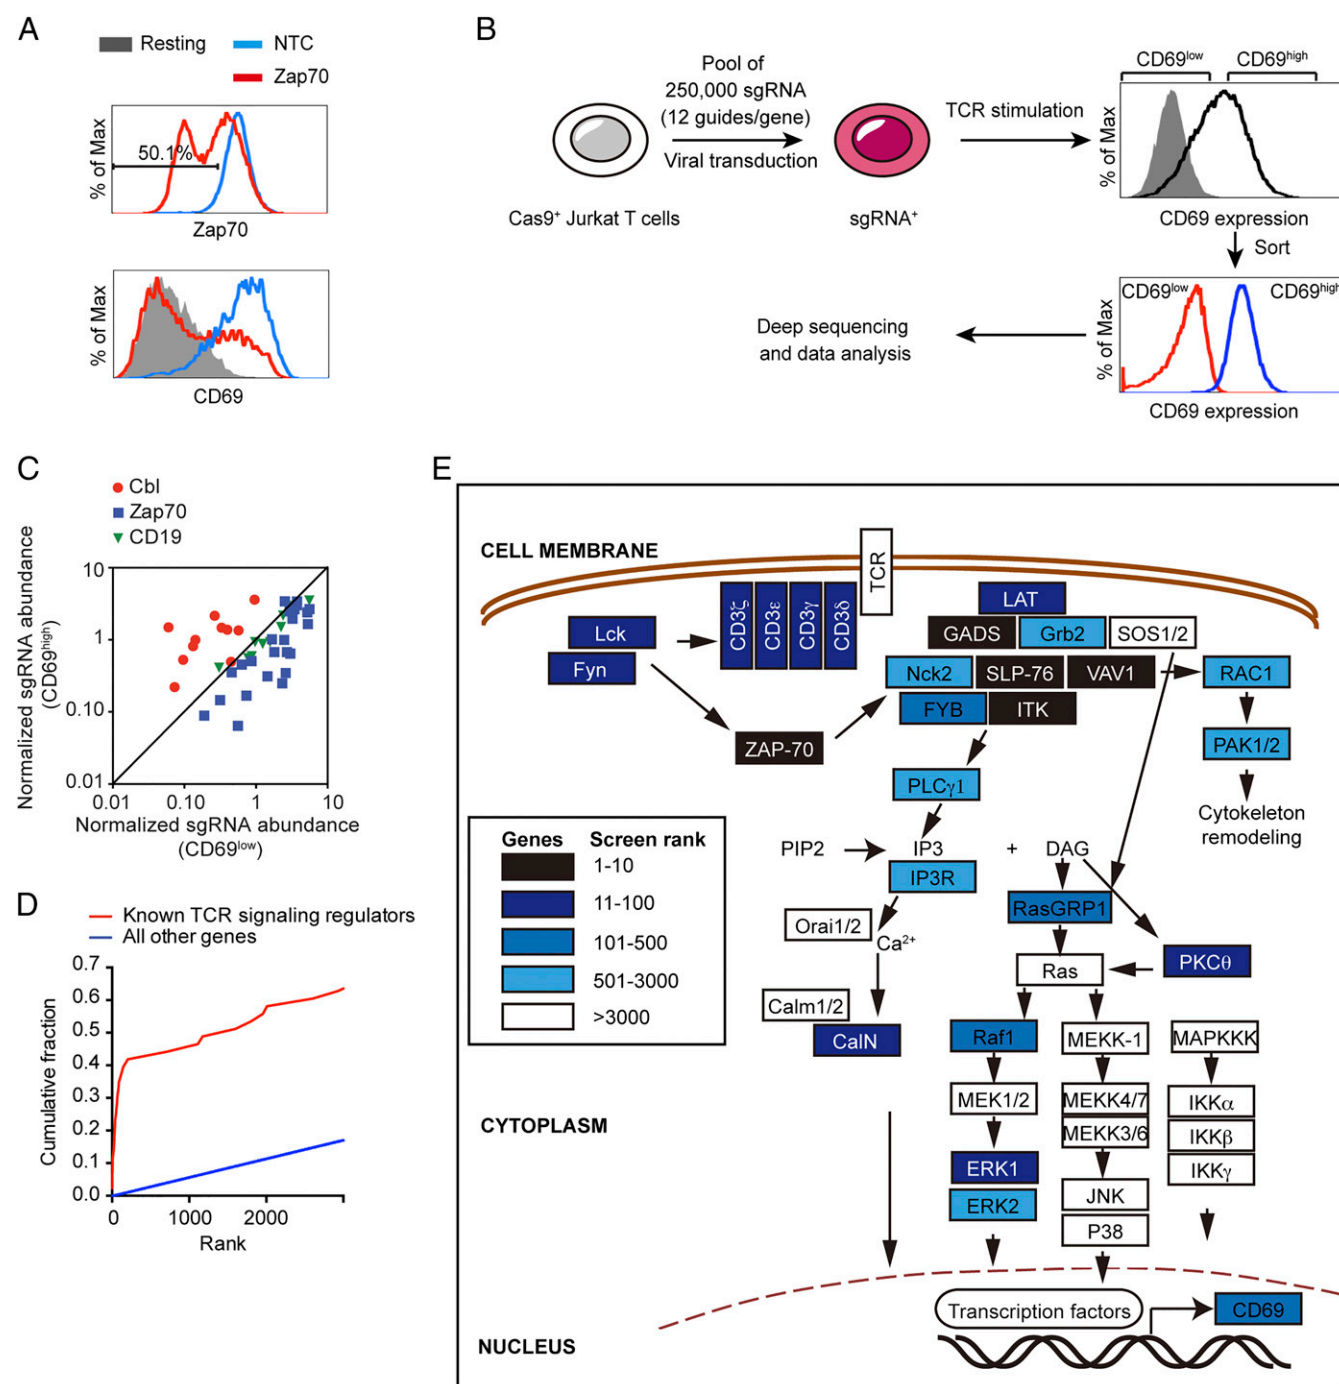 A
Resting
NTC
Zap70
% of Max
50.1%
Zap70
% of Max
CD69
B
Pool of
250,000 sgRNA
(12 guides/gene)
Viral transduction
Cas9⁺ Jurkat T cells
sgRNA⁺
TCR stimulation
CD69low
CD69high
% of Max
CD69 expression
Sort
CD69low
CD69high
% of Max
CD69 expression
Deep sequencing
and data analysis
C
Cbl
Zap70
CD19
Normalized sgRNA abundance
(CD69high)
10
1
0.10
0.01
0.01
0.10
1
10
Normalized sgRNA abundance
(CD69low)
D
Known TCR signaling regulators
All other genes
Cumulative fraction
0.7
0.6
0.5
0.4
0.3
0.2
0.1
0.0
0
1000
2000
Rank
E
CELL MEMBRANE
TCR
CD3ζ
CD3ε
CD3γ
CD3δ
Lck
Fyn
LAT
GADS
Grb2
SOS1/2
Nck2
SLP-76
VAV1
RAC1
FYB
ITK
ZAP-70
PAK1/2
PLCγ1
Cytokeleton
remodeling
Genes
Screen rank
1-10
11-100
101-500
501-3000
>3000
PIP2
IP3
+
DAG
IP3R
RasGRP1
Orai1/2
Ca²⁺
Ras
PKCθ
Calm1/2
CalN
Raf1
MEKK-1
MAPKKK
MEK1/2
MEKK4/7
IKKα
CYTOPLASM
MEKK3/6
IKKβ
ERK1
IKKγ
ERK2
JNK
P38
Transcription factors
CD69
NUCLEUS